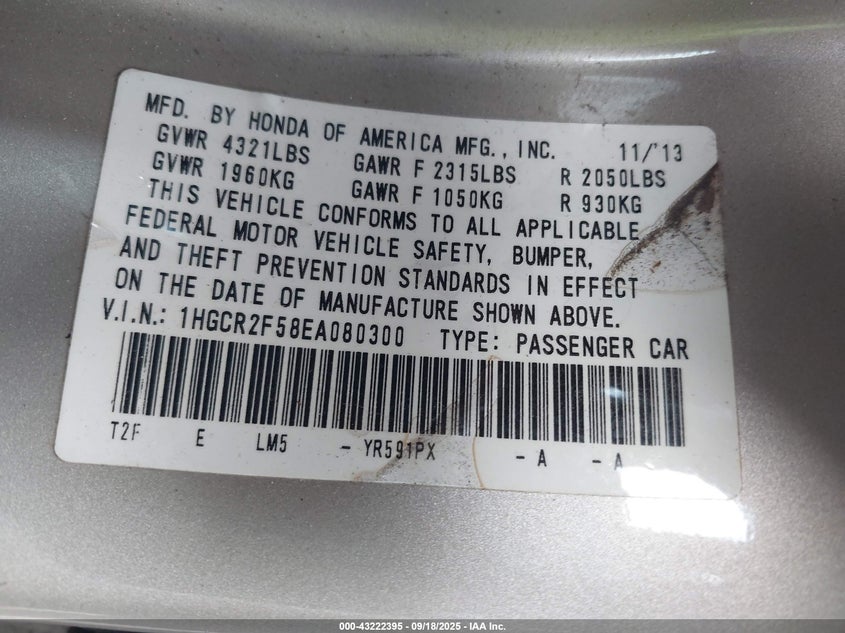 MFD. BY HONDA OF AMERICA MFG., INC. 11/'13
GVWR 4321LBS GAWR F 2315LBS R 2050LBS
GVWR 1960KG GAWR F 1050KG R 930KG
THIS VEHICLE CONFORMS TO ALL APPLICABLE
FEDERAL MOTOR VEHICLE SAFETY, BUMPER,
AND THEFT PREVENTION STANDARDS IN EFFECT
ON THE DATE OF MANUFACTURE SHOWN ABOVE.
V.I.N.: 1HGCR2F58EA080300 TYPE: PASSENGER CAR
T2F E LM5 - YR591PX - A - A
000-43222395 - 09/18/2025 - IAA Inc.